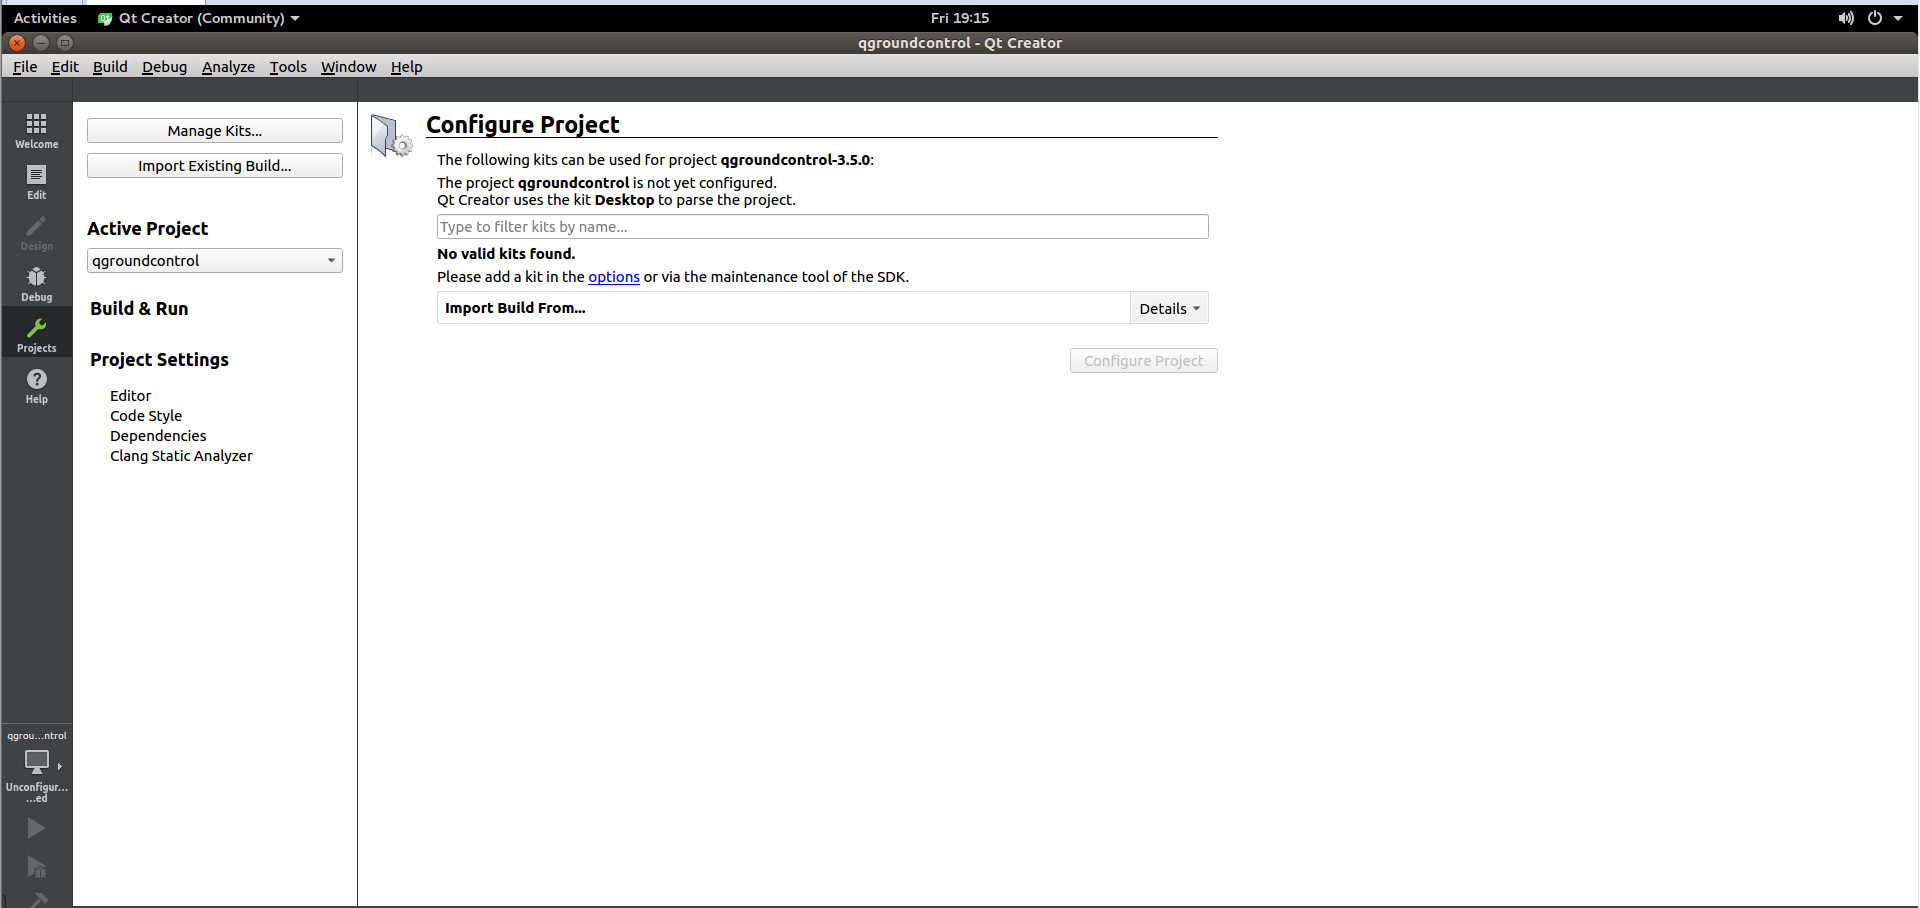 Activities
Qt Creator (Community)
Fri 19:15
qgroundcontrol - Qt Creator
File Edit Build Debug Analyze Tools Window Help
Welcome
Edit
Design
Debug
Projects
Help
Manage Kits...
Import Existing Build...
Active Project
qgroundcontrol
Build & Run
Project Settings
Editor
Code Style
Dependencies
Clang Static Analyzer
Configure Project
The following kits can be used for project qgroundcontrol-3.5.0:
The project qgroundcontrol is not yet configured.
Qt Creator uses the kit Desktop to parse the project.
Type to filter kits by name...
No valid kits found.
Please add a kit in the options or via the maintenance tool of the SDK.
Import Build From...
Details
Configure Project
qgrou...ntrol
Unconfigur...
...ed